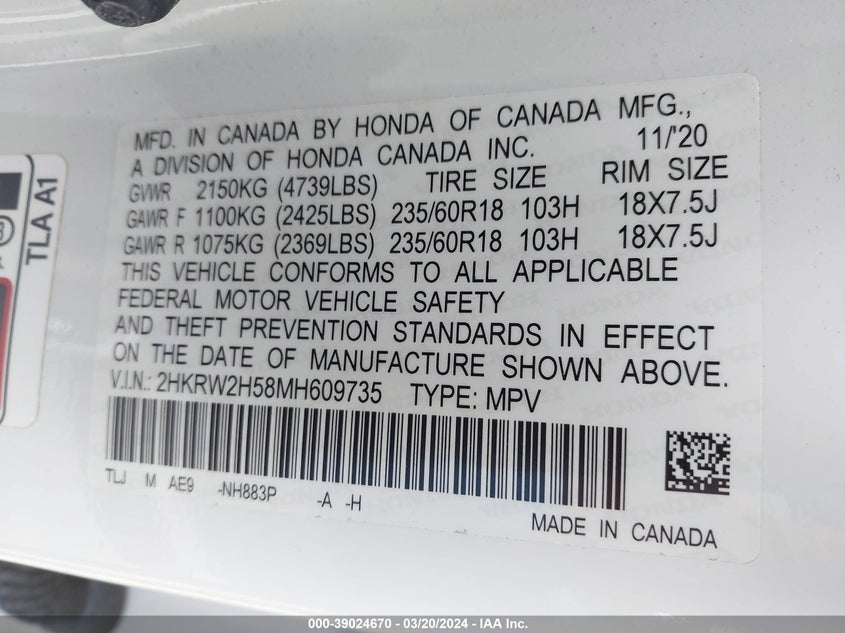 MFD. IN CANADA BY HONDA OF CANADA MFG.,
A DIVISION OF HONDA CANADA INC. 11/'20
GVWR 2150KG (4739LBS) TIRE SIZE RIM SIZE
GAWR F 1100KG (2425LBS) 235/60R18 103H 18X7.5J
GAWR R 1075KG (2369LBS) 235/60R18 103H 18X7.5J
THIS VEHICLE CONFORMS TO ALL APPLICABLE
FEDERAL MOTOR VEHICLE SAFETY
AND THEFT PREVENTION STANDARDS IN EFFECT
ON THE DATE OF MANUFACTURE SHOWN ABOVE.
V.I.N.: 2HKRW2H58MH609735 TYPE: MPV
TLJ M AE9 -NH883P -A -H
MADE IN CANADA
TLA A1
000-39024670 - 03/20/2024 - IAA Inc.